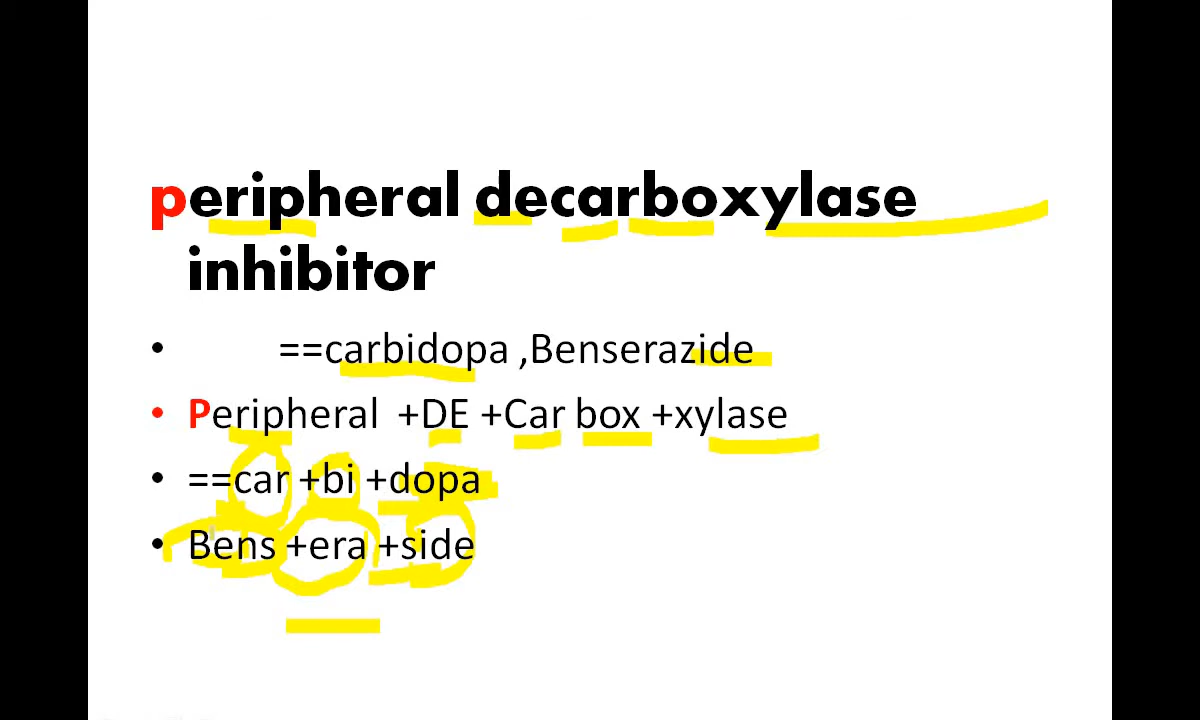 peripheral decarboxylase
inhibitor
• ==carbidopa ,Benserazide
• Peripheral +DE +Car box +xylase
• ==car +bi +dopa
• Bens +era +side